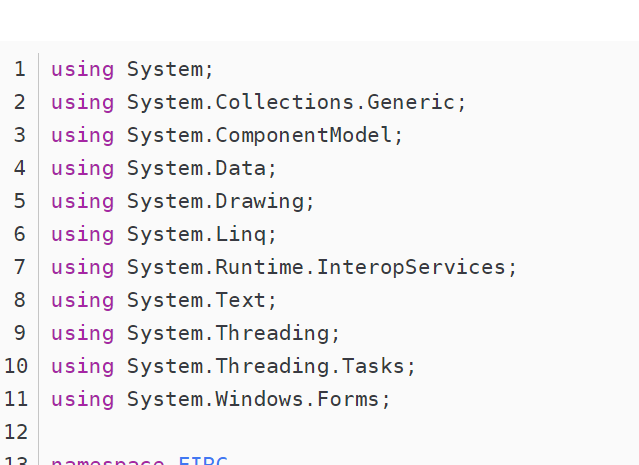 1 using System;
2 using System.Collections.Generic;
3 using System.ComponentModel;
4 using System.Data;
5 using System.Drawing;
6 using System.Linq;
7 using System.Runtime.InteropServices;
8 using System.Text;
9 using System.Threading;
10 using System.Threading.Tasks;
11 using System.Windows.Forms;
12
13 namespace